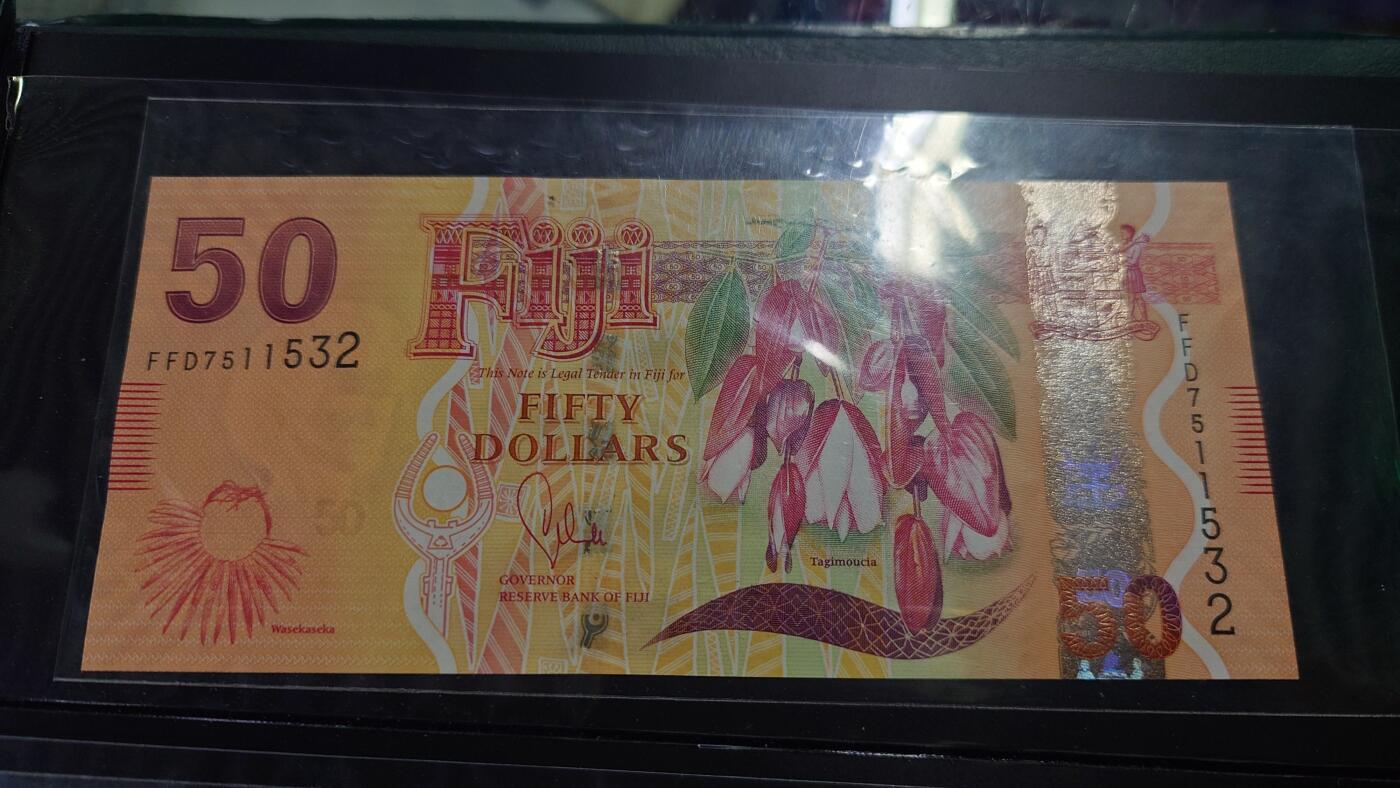 50
Fiji
FFD7511532
This Note is Legal Tender in Fiji for
FIFTY
DOLLARS
GOVERNOR
RESERVE BANK OF FIJI
Tagimoucia
Wasekaseka
50
FFD7511532
50